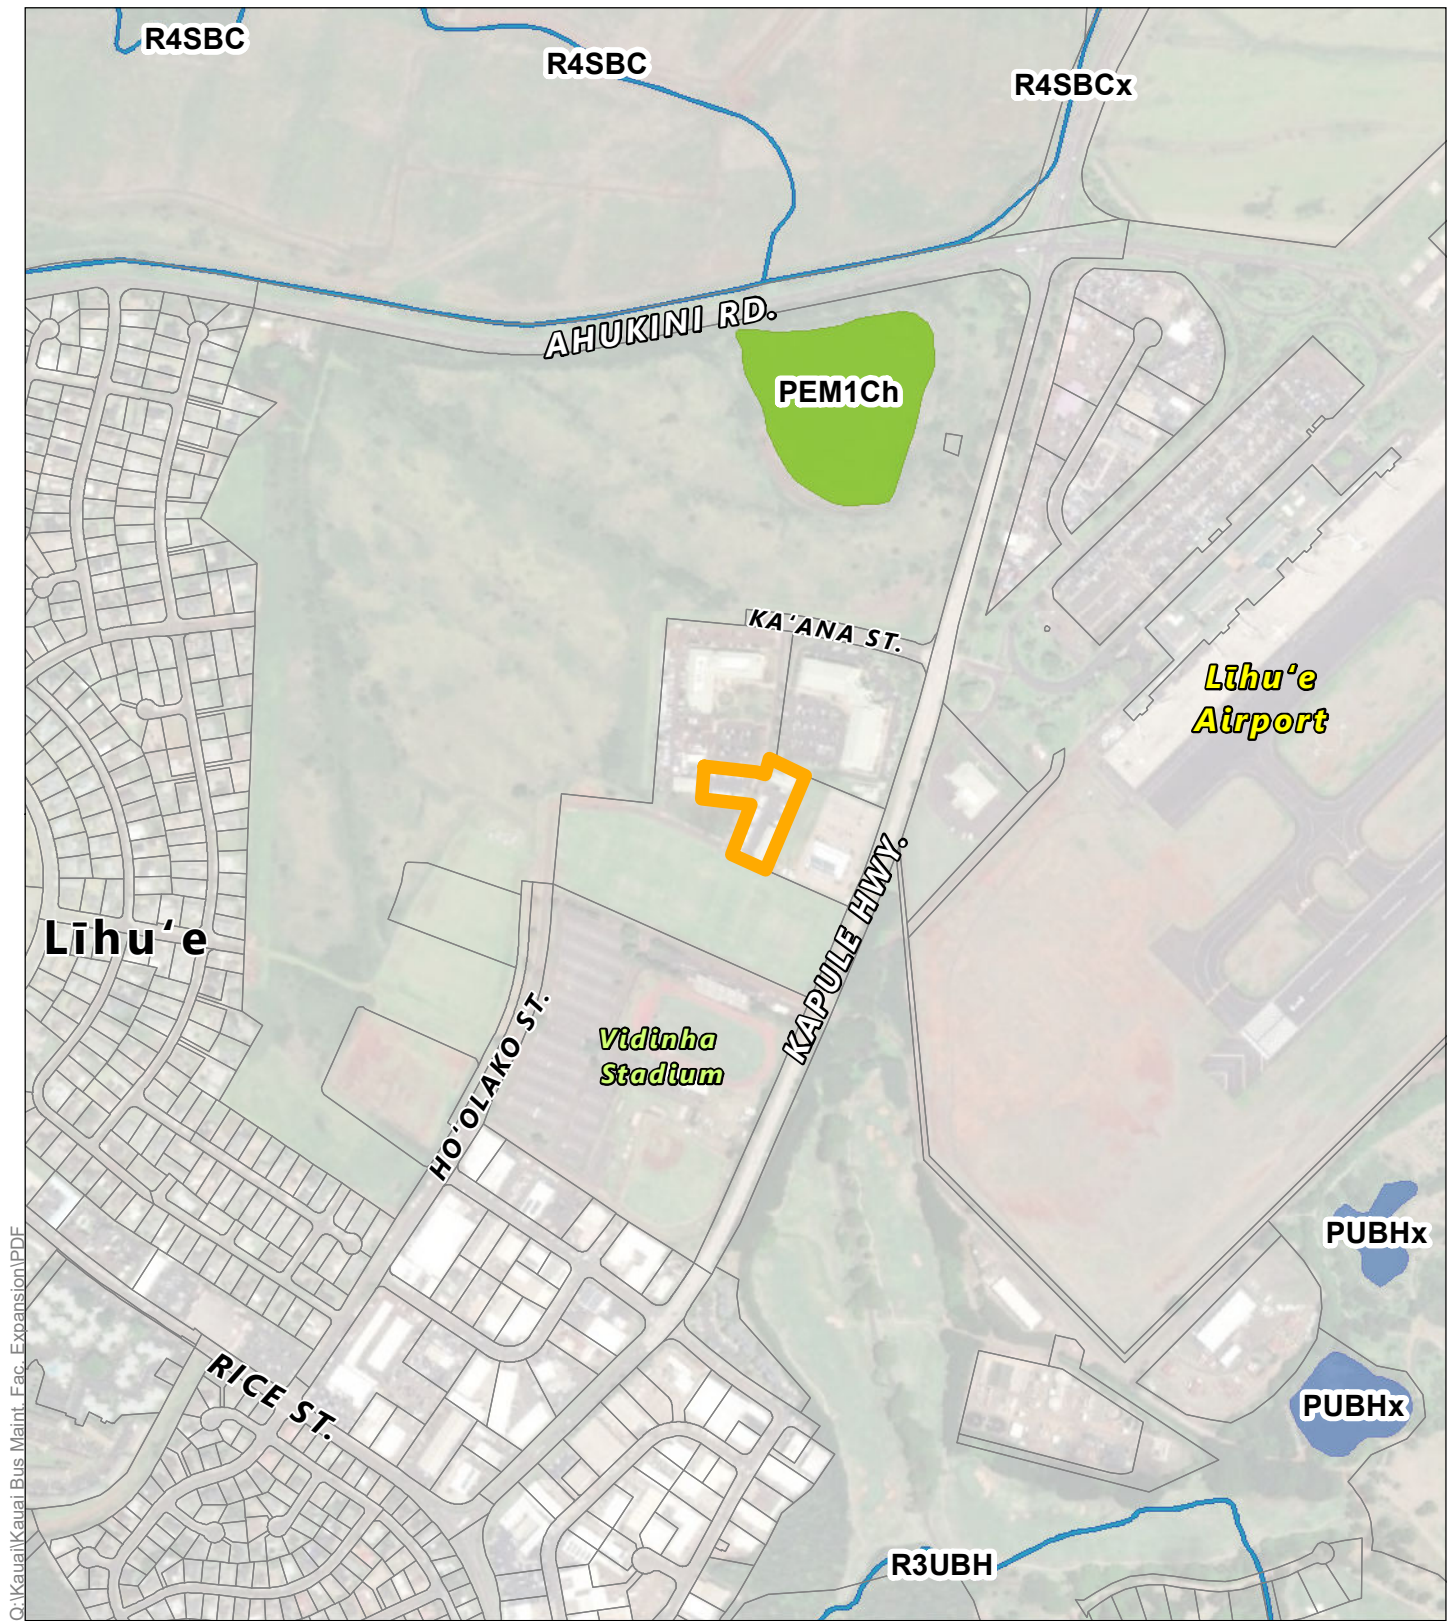 R4SBC
R4SBC
R4SBCx
AHUKINI RD.
PEM1Ch
KAʻANA ST.
Līhuʻe
Airport
KAPULE HWY.
Līhuʻe
HOʻOLAKO ST.
Vidinha
Stadium
PUBHx
RICE ST.
PUBHx
R3UBH
Q:\Kauai\Kauai Bus Maint. Fac. Expansion\PDF